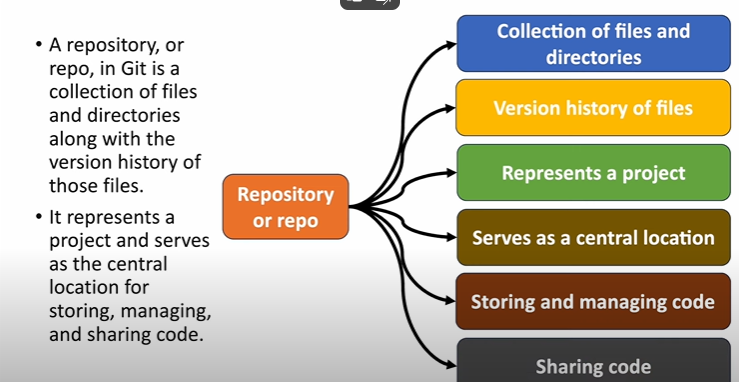 • A repository, or
repo, in Git is a
collection of files
and directories
along with the
version history of
those files.
• It represents a
project and serves
as the central
location for
storing, managing,
and sharing code.
Repository
or repo
Collection of files and
directories
Version history of files
Represents a project
Serves as a central location
Storing and managing code
Sharing code